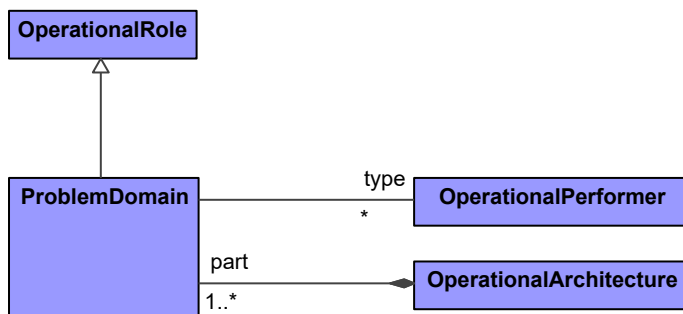 OperationalRole
ProblemDomain
type
OperationalPerformer
*
part
OperationalArchitecture
1..*